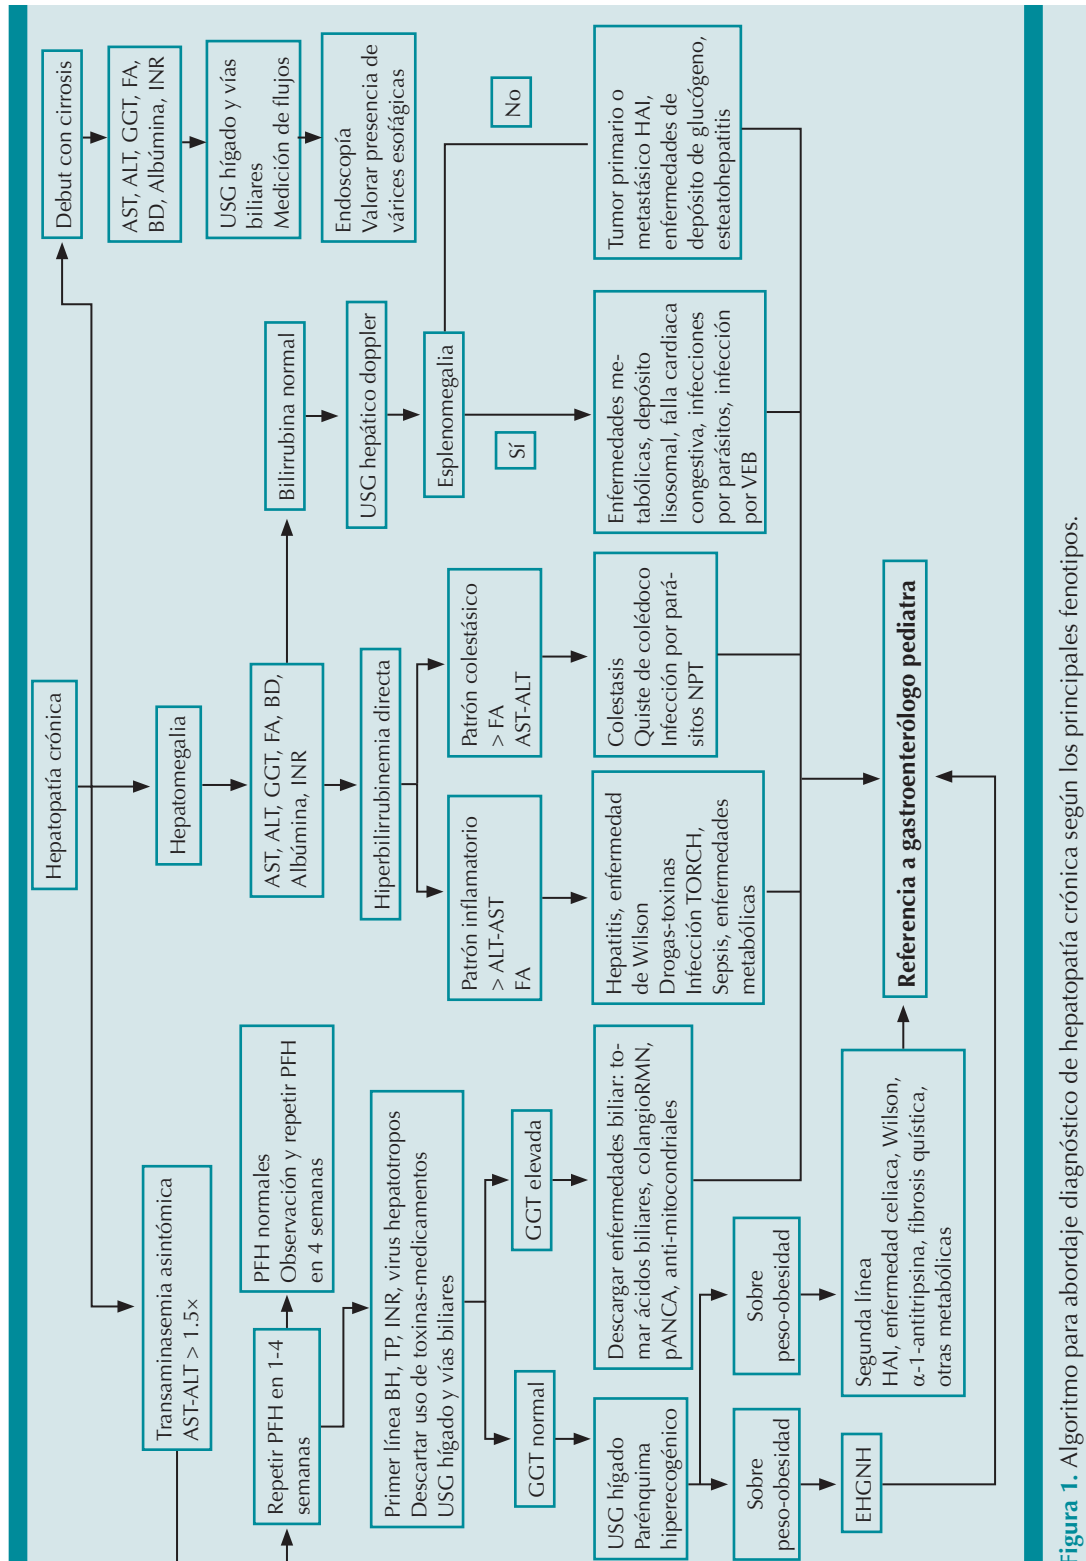 Hepatopatía crónica
Transaminasemia asintómica
AST-ALT > 1.5×
Hepatomegalia
Debut con cirrosis
Repetir PFH en 1-4
semanas
PFH normales
Observación y repetir PFH
en 4 semanas
Primer línea BH, TP, INR, virus hepatotropos
Descartar uso de toxinas-medicamentos
USG hígado y vías biliares
GGT normal
GGT elevada
USG hígado
Parénquima
hiperecogénico
Descargar enfermedades biliar: to-
mar ácidos biliares, colangioRMN,
pANCA, anti-mitocondriales
Sobre
peso-obesidad
Sobre
peso-obesidad
EHGNH
Segunda línea
HAI, enfermedad celiaca, Wilson,
α-1-antitripsina, fibrosis quística,
otras metabólicas
AST, ALT, GGT, FA, BD,
Albúmina, INR
Hiperbilirrubinemia directa
Bilirrubina normal
Patrón inflamatorio
> ALT-AST
FA
Patrón colestásico
> FA
AST-ALT
Hepatitis, enfermedad
de Wilson
Drogas-toxinas
Infección TORCH,
Sepsis, enfermedades
metabólicas
Colestasis
Quiste de colédoco
Infección por pará-
sitos NPT
USG hepático doppler
Esplenomegalia
Sí
No
Enfermedades me-
tabólicas, depósito
lisosomal, falla cardiaca
congestiva, infecciones
por parásitos, infección
por VEB
Tumor primario o
metastásico HAI,
enfermedades de
depósito de glucógeno,
esteatohepatitis
AST, ALT, GGT, FA,
BD, Albúmina, INR
USG hígado y vías
biliares
Medición de flujos
Endoscopía
Valorar presencia de
várices esofágicas
Referencia a gastroenterólogo pediatra
Figura 1. Algoritmo para abordaje diagnóstico de hepatopatía crónica según los principales fenotipos.